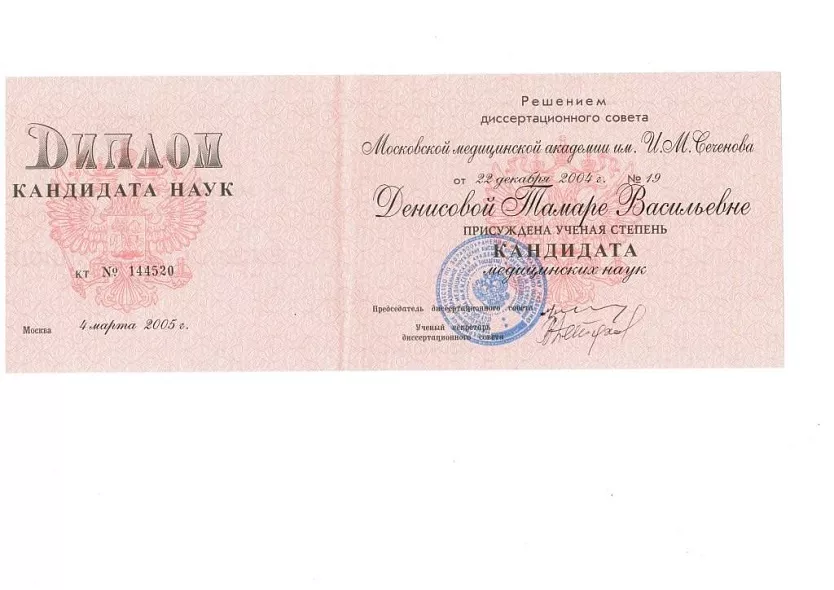 Диплом
КАНДИДАТА НАУК
КТ № 144520
Москва 4 марта 2005 г.
Решением
диссертационного совета
Московской медицинской академии им. И.М.Сеченова
от 22 декабря 2004 г. № 19
Денисовой Тамаре Васильевне
ПРИСУЖДЕНА УЧЕНАЯ СТЕПЕНЬ
КАНДИДАТА
медицинских наук
Председатель диссертационного совета
Ученый секретарь
диссертационного совета